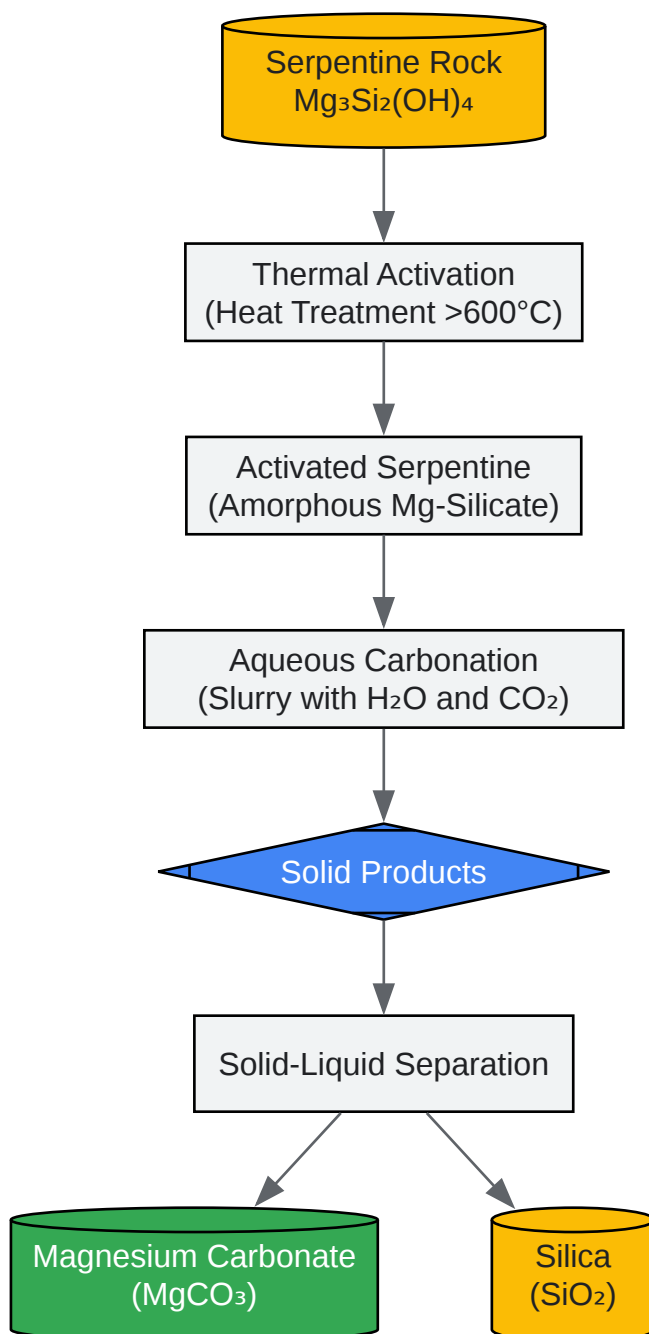 Serpentine Rock
Mg₃Si₂(OH)₄
Thermal Activation
(Heat Treatment >600°C)
Activated Serpentine
(Amorphous Mg-Silicate)
Aqueous Carbonation
(Slurry with H₂O and CO₂)
Solid Products
Solid-Liquid Separation
Magnesium Carbonate
(MgCO₃)
Silica
(SiO₂)